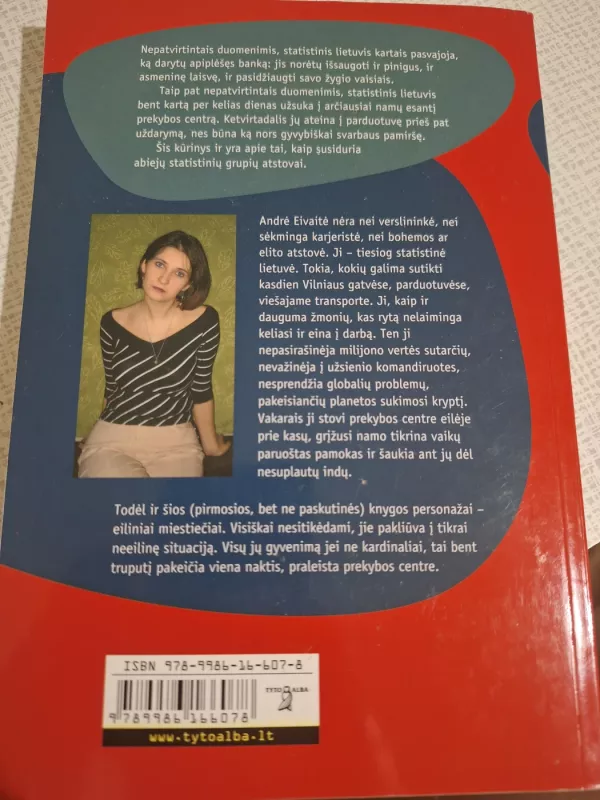 Nepatvirtintais duomenimis, statistinis lietuvis kartais pasvajoja,
ką darytų apiplėšęs banką: jis norėtų išsaugoti ir pinigus, ir
asmeninę laisvę, ir pasidžiaugti savo žygio vaisiais.
Taip pat nepatvirtintais duomenimis, statistinis lietuvis
bent kartą per kelias dienas užsuka į arčiausiai namų esantį
prekybos centrą. Ketvirtadalis jų ateina į parduotuvę prieš pat
uždarymą, nes būna ką nors gyvybiškai svarbaus pamiršę.
Šis kūrinys ir yra apie tai, kaip susiduria
abiejų statistinių grupių atstovai.
Andrė Eivaitė nėra nei verslininkė, nei
sėkminga karjeristė, nei bohemos ar
elito atstovė. Ji – tiesiog statistinė
lietuvė. Tokia, kokių galima sutikti
kasdien Vilniaus gatvėse, parduotuvėse,
viešajame transporte. Ji, kaip ir
dauguma žmonių, kas rytą nelaiminga
keliasi ir eina į darbą. Ten ji
nepasirašinėja milijono vertės sutarčių,
nevažinėja į užsienio komandiruotes,
nesprendžia globalių problemų,
pakeisiančių planetos sukimosi kryptį.
Vakarais ji stovi prekybos centre eilėje
prie kasų, grįžusi namo tikrina vaikų
paruoštas pamokas ir šaukia ant jų dėl
nesuplautų indų.
Todėl ir šios (pirmosios, bet ne paskutinės) knygos personažai –
eiliniai miestiečiai. Visiškai nesitikėdami, jie pakliūva į tikrai
neeilinę situaciją. Visų jų gyvenimą jei ne kardinaliai, tai bent
truputį pakeičia viena naktis, praleista prekybos centre.
ISBN 978-9986-16-607-8
TYTO ALBA
9 789986 166078
www.tytoalba.lt